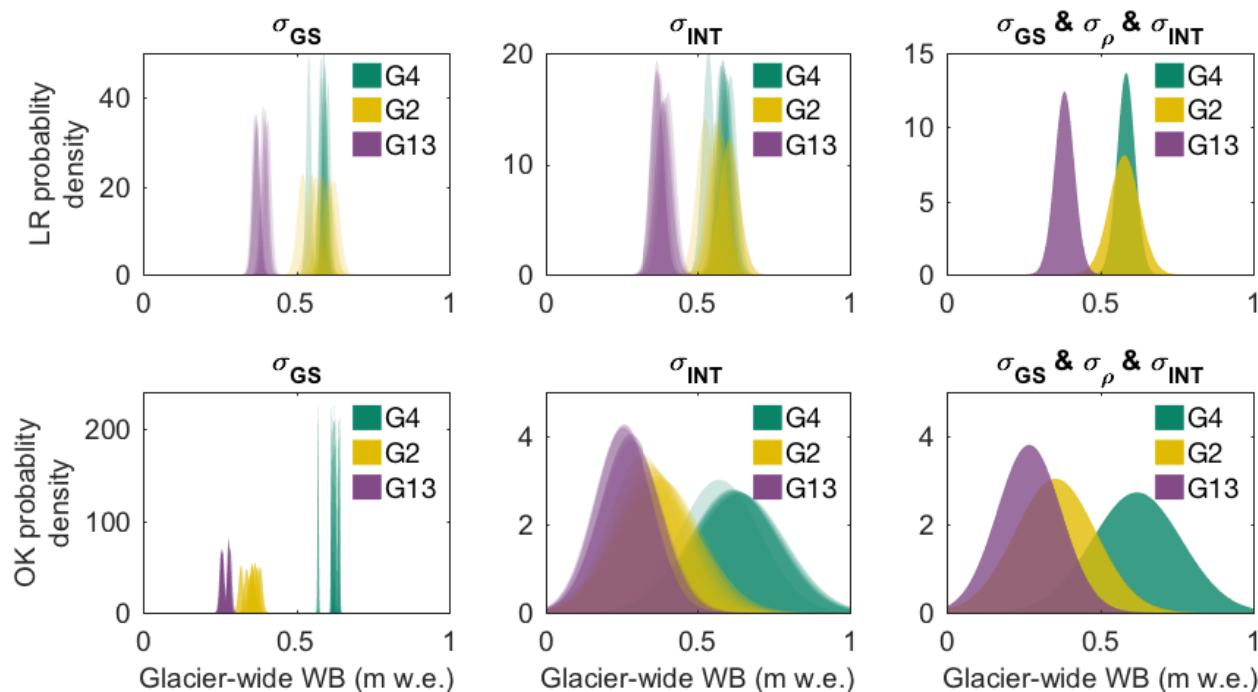 σGS
σINT
σGS & σρ & σINT
LR probablity
density
0
20
40
0
0.5
1
G4
G2
G13
0
10
20
0
0.5
1
G4
G2
G13
0
5
10
15
0
0.5
1
G4
G2
G13
σGS
σINT
σGS & σρ & σINT
OK probablity
density
0
100
200
0
0.5
1
G4
G2
G13
0
2
4
0
0.5
1
G4
G2
G13
0
2
4
0
0.5
1
G4
G2
G13
Glacier-wide WB (m w.e.)
Glacier-wide WB (m w.e.)
Glacier-wide WB (m w.e.)